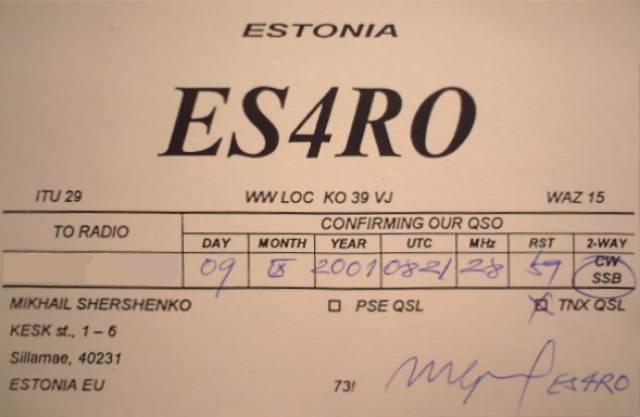 ESTONIA
ES4RO
ITU 29 WW LOC KO 39 VJ WAZ 15
TO RADIO CONFIRMING OUR QSO
DAY MONTH YEAR UTC MHz RST 2-WAY
09 IX 2001 0821 28 59 CW
SSB
MIKHAIL SHERSHENKO PSE QSL TNX QSL
KESK st., 1 – 6
Sillamae, 40231
ESTONIA EU 73! ES4RO